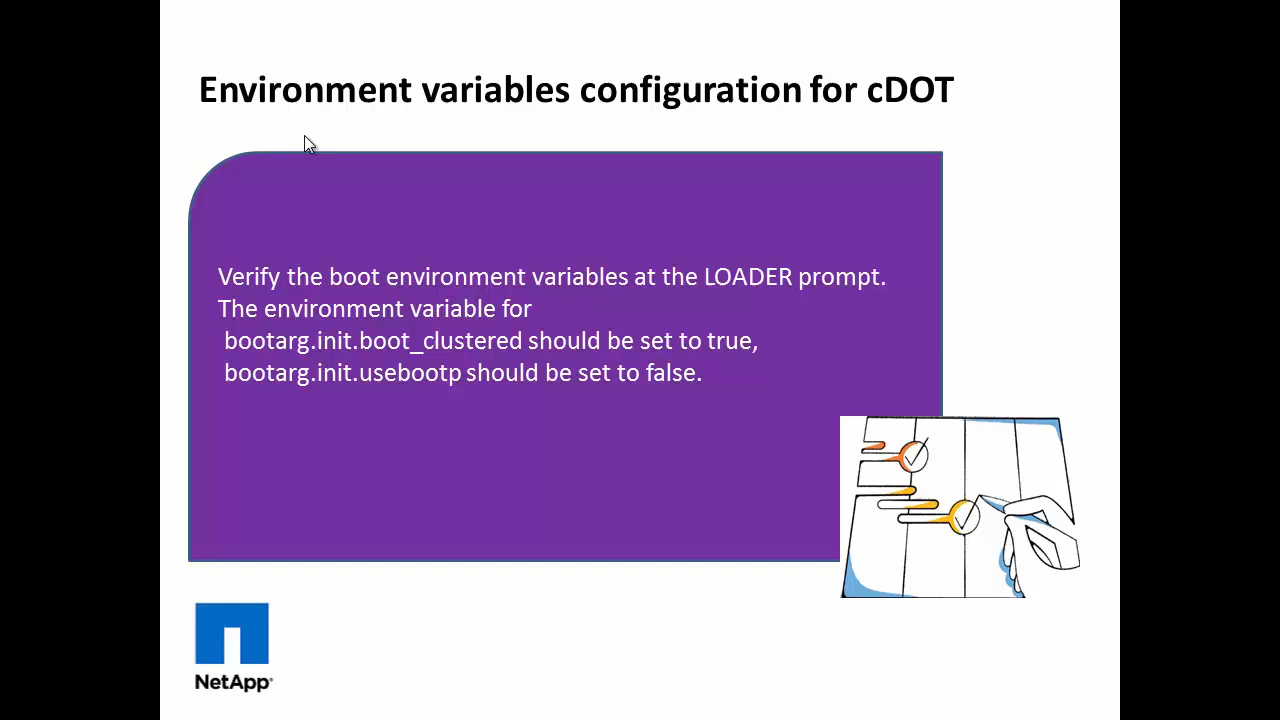 Environment variables configuration for cDOT
Verify the boot environment variables at the LOADER prompt.
The environment variable for
bootarg.init.boot_clustered should be set to true,
bootarg.init.usebootp should be set to false.
NetApp®